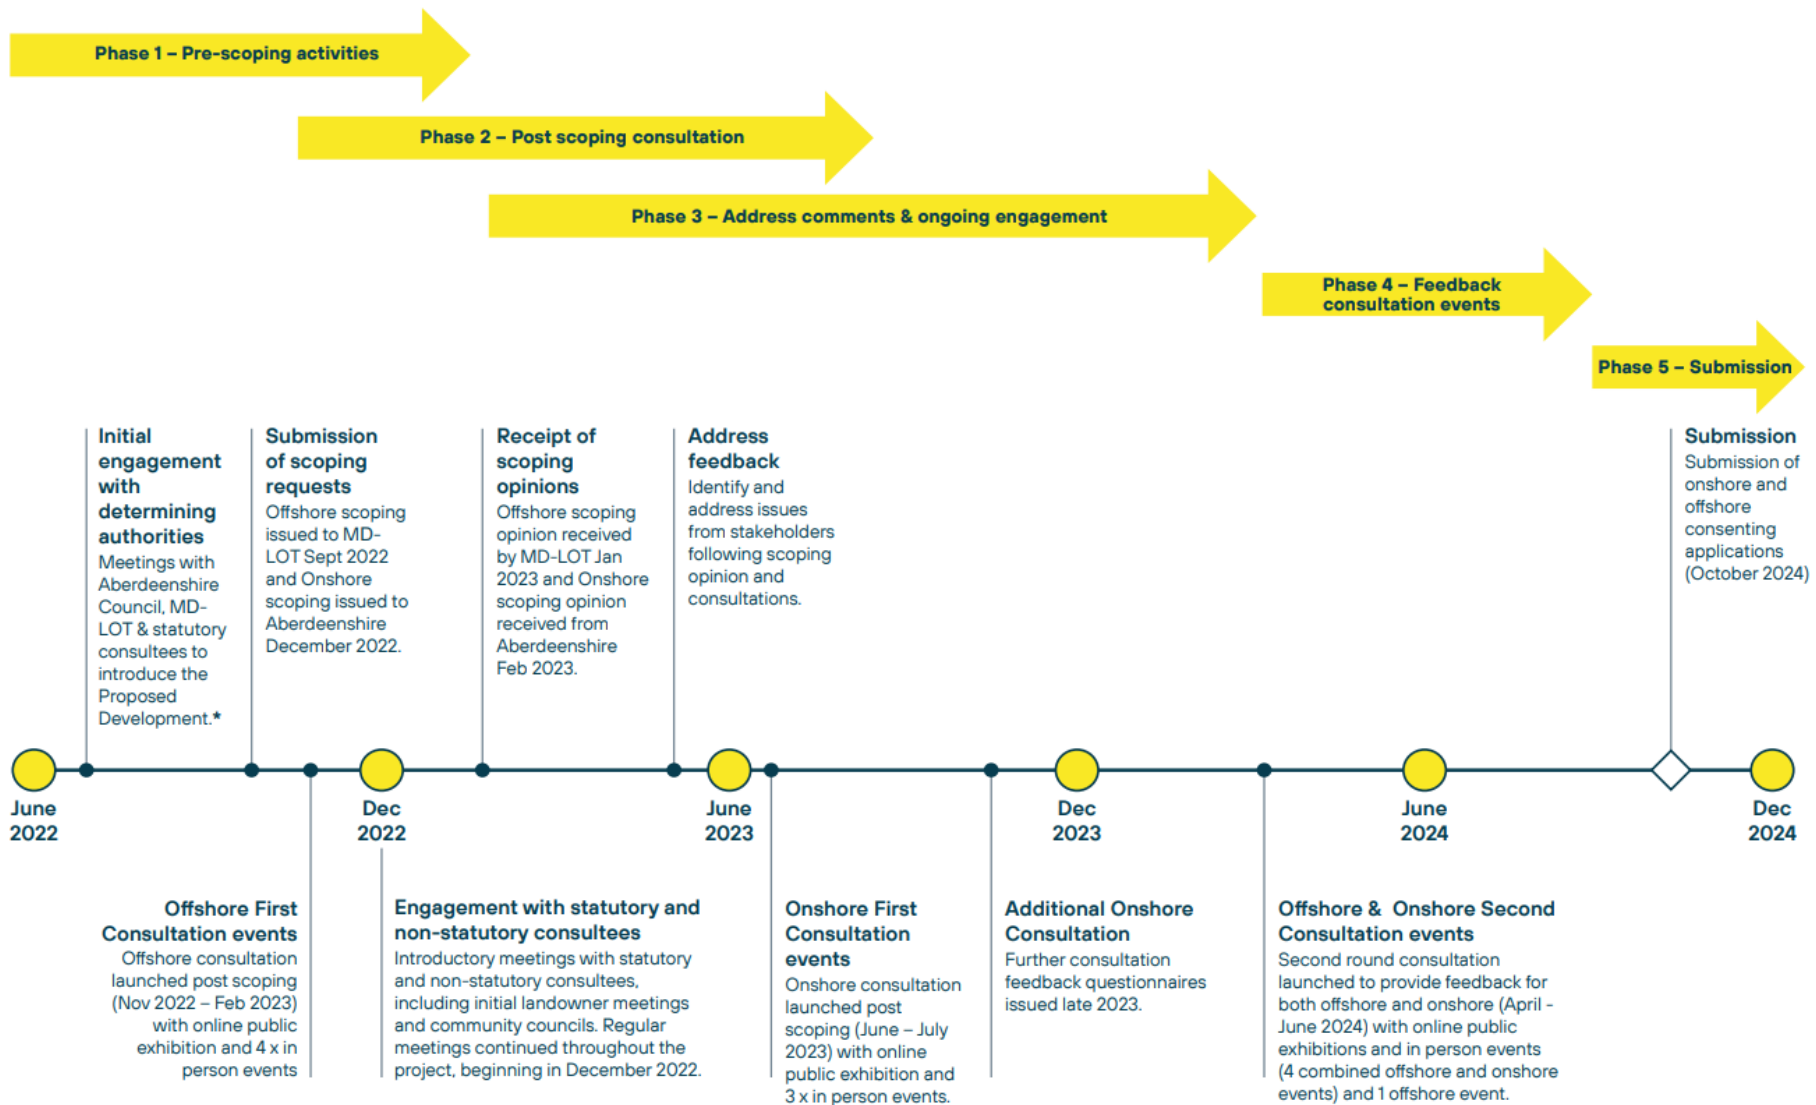 Phase 1 – Pre-scoping activities
Phase 2 – Post scoping consultation
Phase 3 – Address comments & ongoing engagement
Phase 4 – Feedback
consultation events
Phase 5 – Submission
Initial
engagement
with
determining
authorities
Meetings with
Aberdeenshire
Council, MD-
LOT & statutory
consultees to
introduce the
Proposed
Development.*
Submission
of scoping
requests
Offshore scoping
issued to MD-
LOT Sept 2022
and Onshore
scoping issued to
Aberdeenshire
December 2022.
Receipt of
scoping
opinions
Offshore scoping
opinion received
by MD-LOT Jan
2023 and Onshore
scoping opinion
received from
Aberdeenshire
Feb 2023.
Address
feedback
Identify and
address issues
from stakeholders
following scoping
opinion and
consultations.
Submission
Submission of
onshore and
offshore
consenting
applications
(October 2024)
June
2022
Dec
2022
June
2023
Dec
2023
June
2024
Dec
2024
Offshore First
Consultation events
Offshore consultation
launched post scoping
(Nov 2022 – Feb 2023)
with online public
exhibition and 4 x in
person events
Engagement with statutory and
non-statutory consultees
Introductory meetings with statutory
and non-statutory consultees,
including initial landowner meetings
and community councils. Regular
meetings continued throughout the
project, beginning in December 2022.
Onshore First
Consultation
events
Onshore consultation
launched post
scoping (June – July
2023) with online
public exhibition and
3 x in person events.
Additional Onshore
Consultation
Further consultation
feedback questionnaires
issued late 2023.
Offshore & Onshore Second
Consultation events
Second round consultation
launched to provide feedback for
both offshore and onshore (April -
June 2024) with online public
exhibitions and in person events
(4 combined offshore and onshore
events) and 1 offshore event.